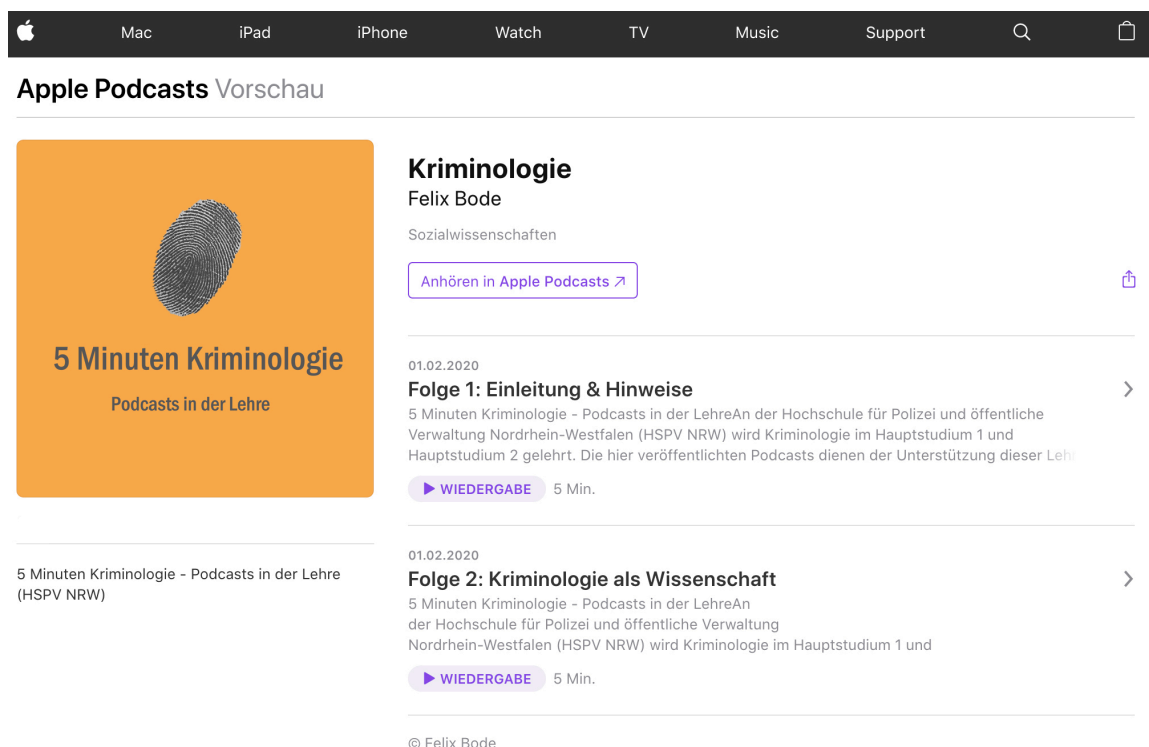 Mac iPad iPhone Watch TV Music Support
Apple Podcasts Vorschau
5 Minuten Kriminologie
Podcasts in der Lehre
5 Minuten Kriminologie - Podcasts in der Lehre
(HSPV NRW)
Kriminologie
Felix Bode
Sozialwissenschaften
Anhören in Apple Podcasts ↗
01.02.2020
Folge 1: Einleitung & Hinweise
5 Minuten Kriminologie - Podcasts in der LehreAn der Hochschule für Polizei und öffentliche
Verwaltung Nordrhein-Westfalen (HSPV NRW) wird Kriminologie im Hauptstudium 1 und
Hauptstudium 2 gelehrt. Die hier veröffentlichten Podcasts dienen der Unterstützung dieser Leh
WIEDERGABE 5 Min.
01.02.2020
Folge 2: Kriminologie als Wissenschaft
5 Minuten Kriminologie - Podcasts in der LehreAn
der Hochschule für Polizei und öffentliche Verwaltung
Nordrhein-Westfalen (HSPV NRW) wird Kriminologie im Hauptstudium 1 und
WIEDERGABE 5 Min.
© Felix Bode